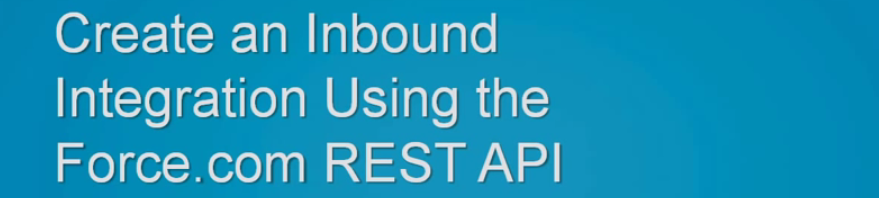 Create an Inbound
Integration Using the
Force.com REST API